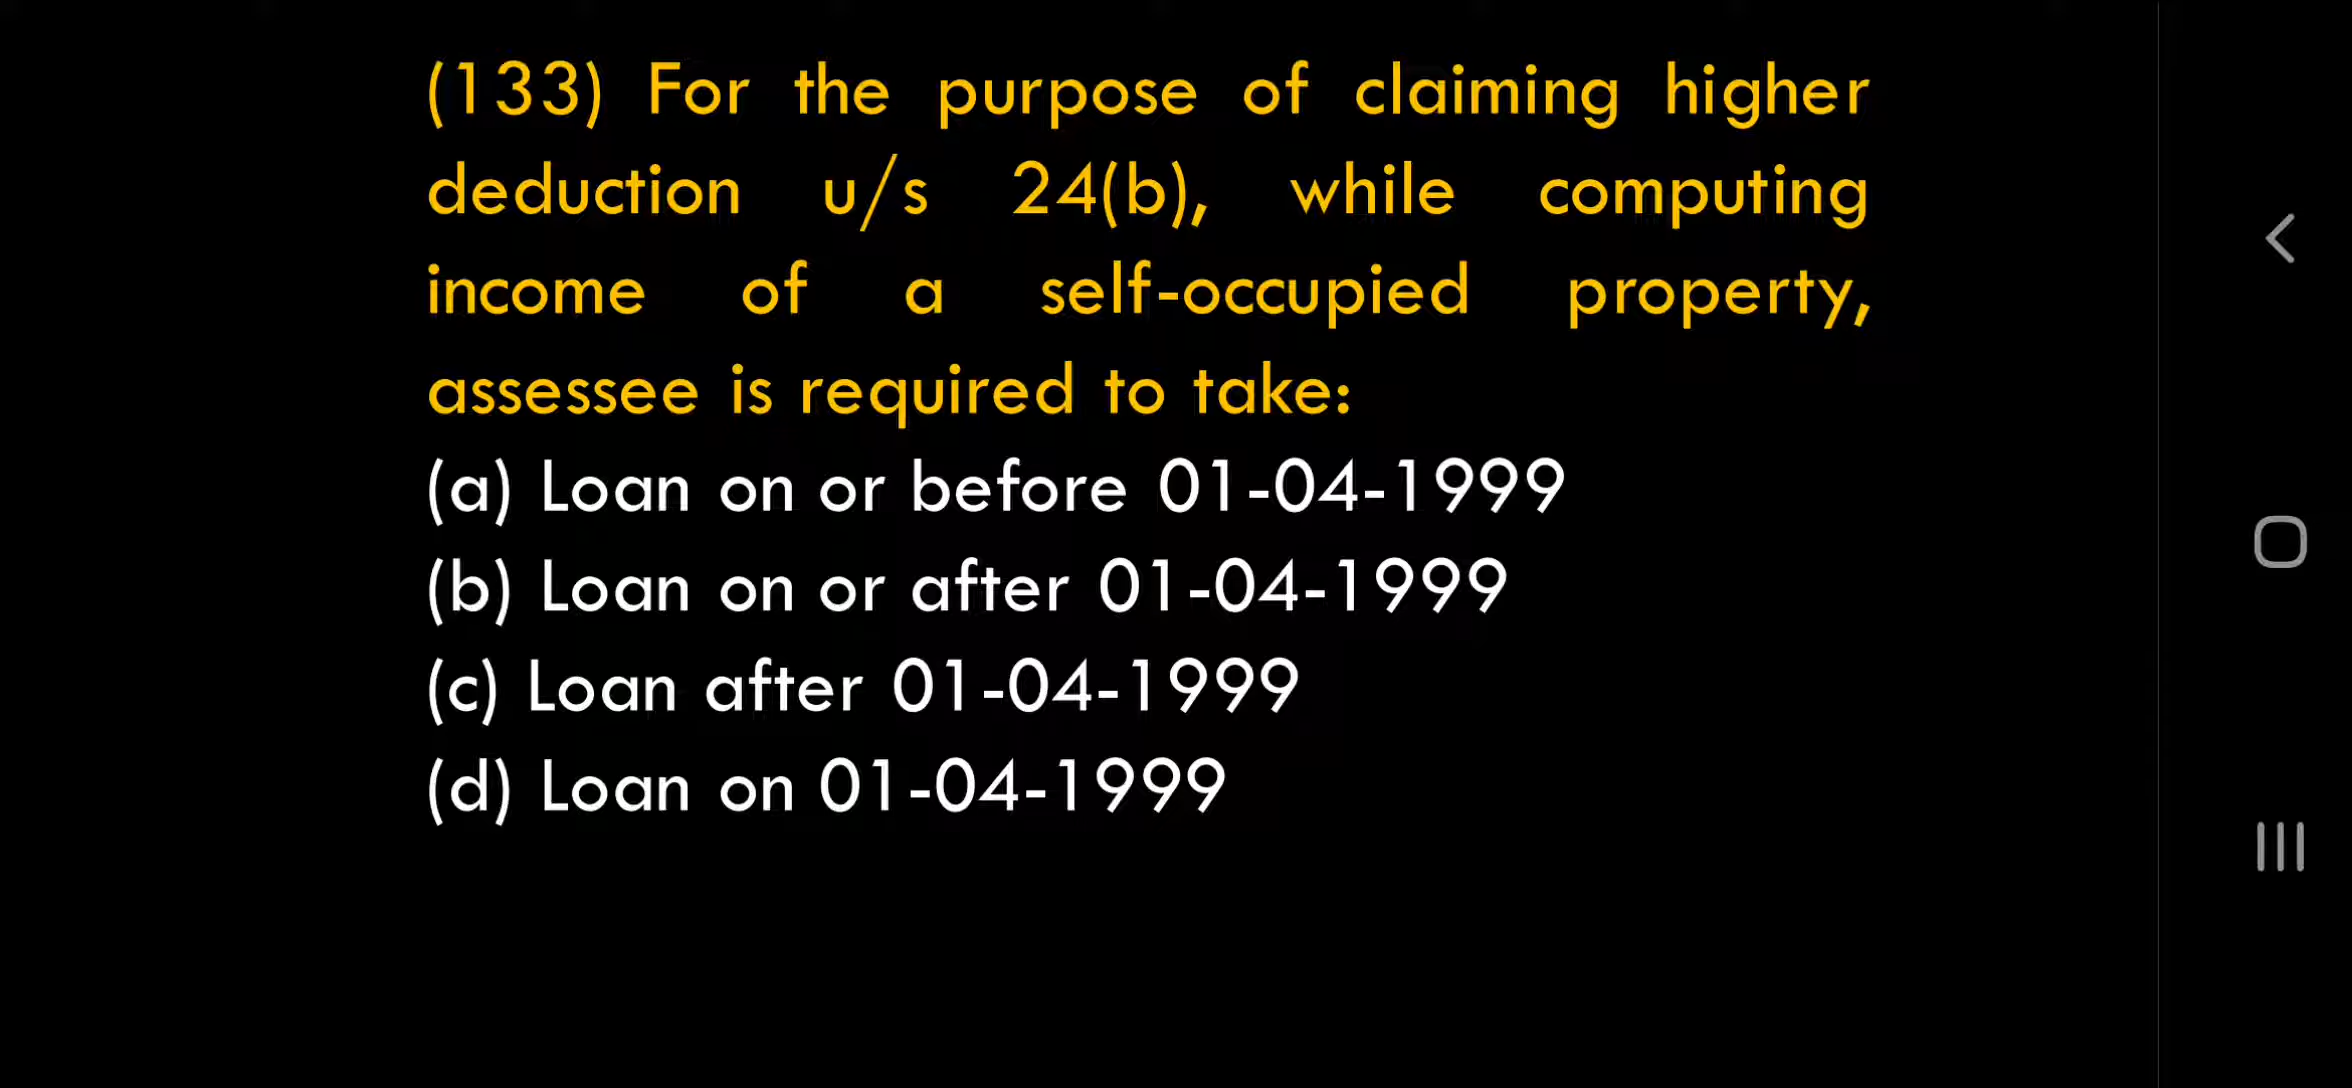 (133) For the purpose of claiming higher
deduction u/s 24(b), while computing
income of a self-occupied property,
assessee is required to take:
(a) Loan on or before 01-04-1999
(b) Loan on or after 01-04-1999
(c) Loan after 01-04-1999
(d) Loan on 01-04-1999